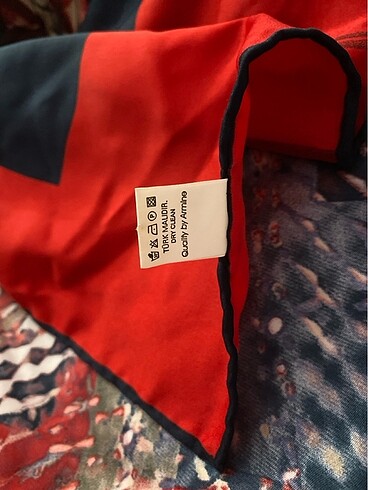 TÜRK MALIDIR.
DRY CLEAN
Quality by Armine